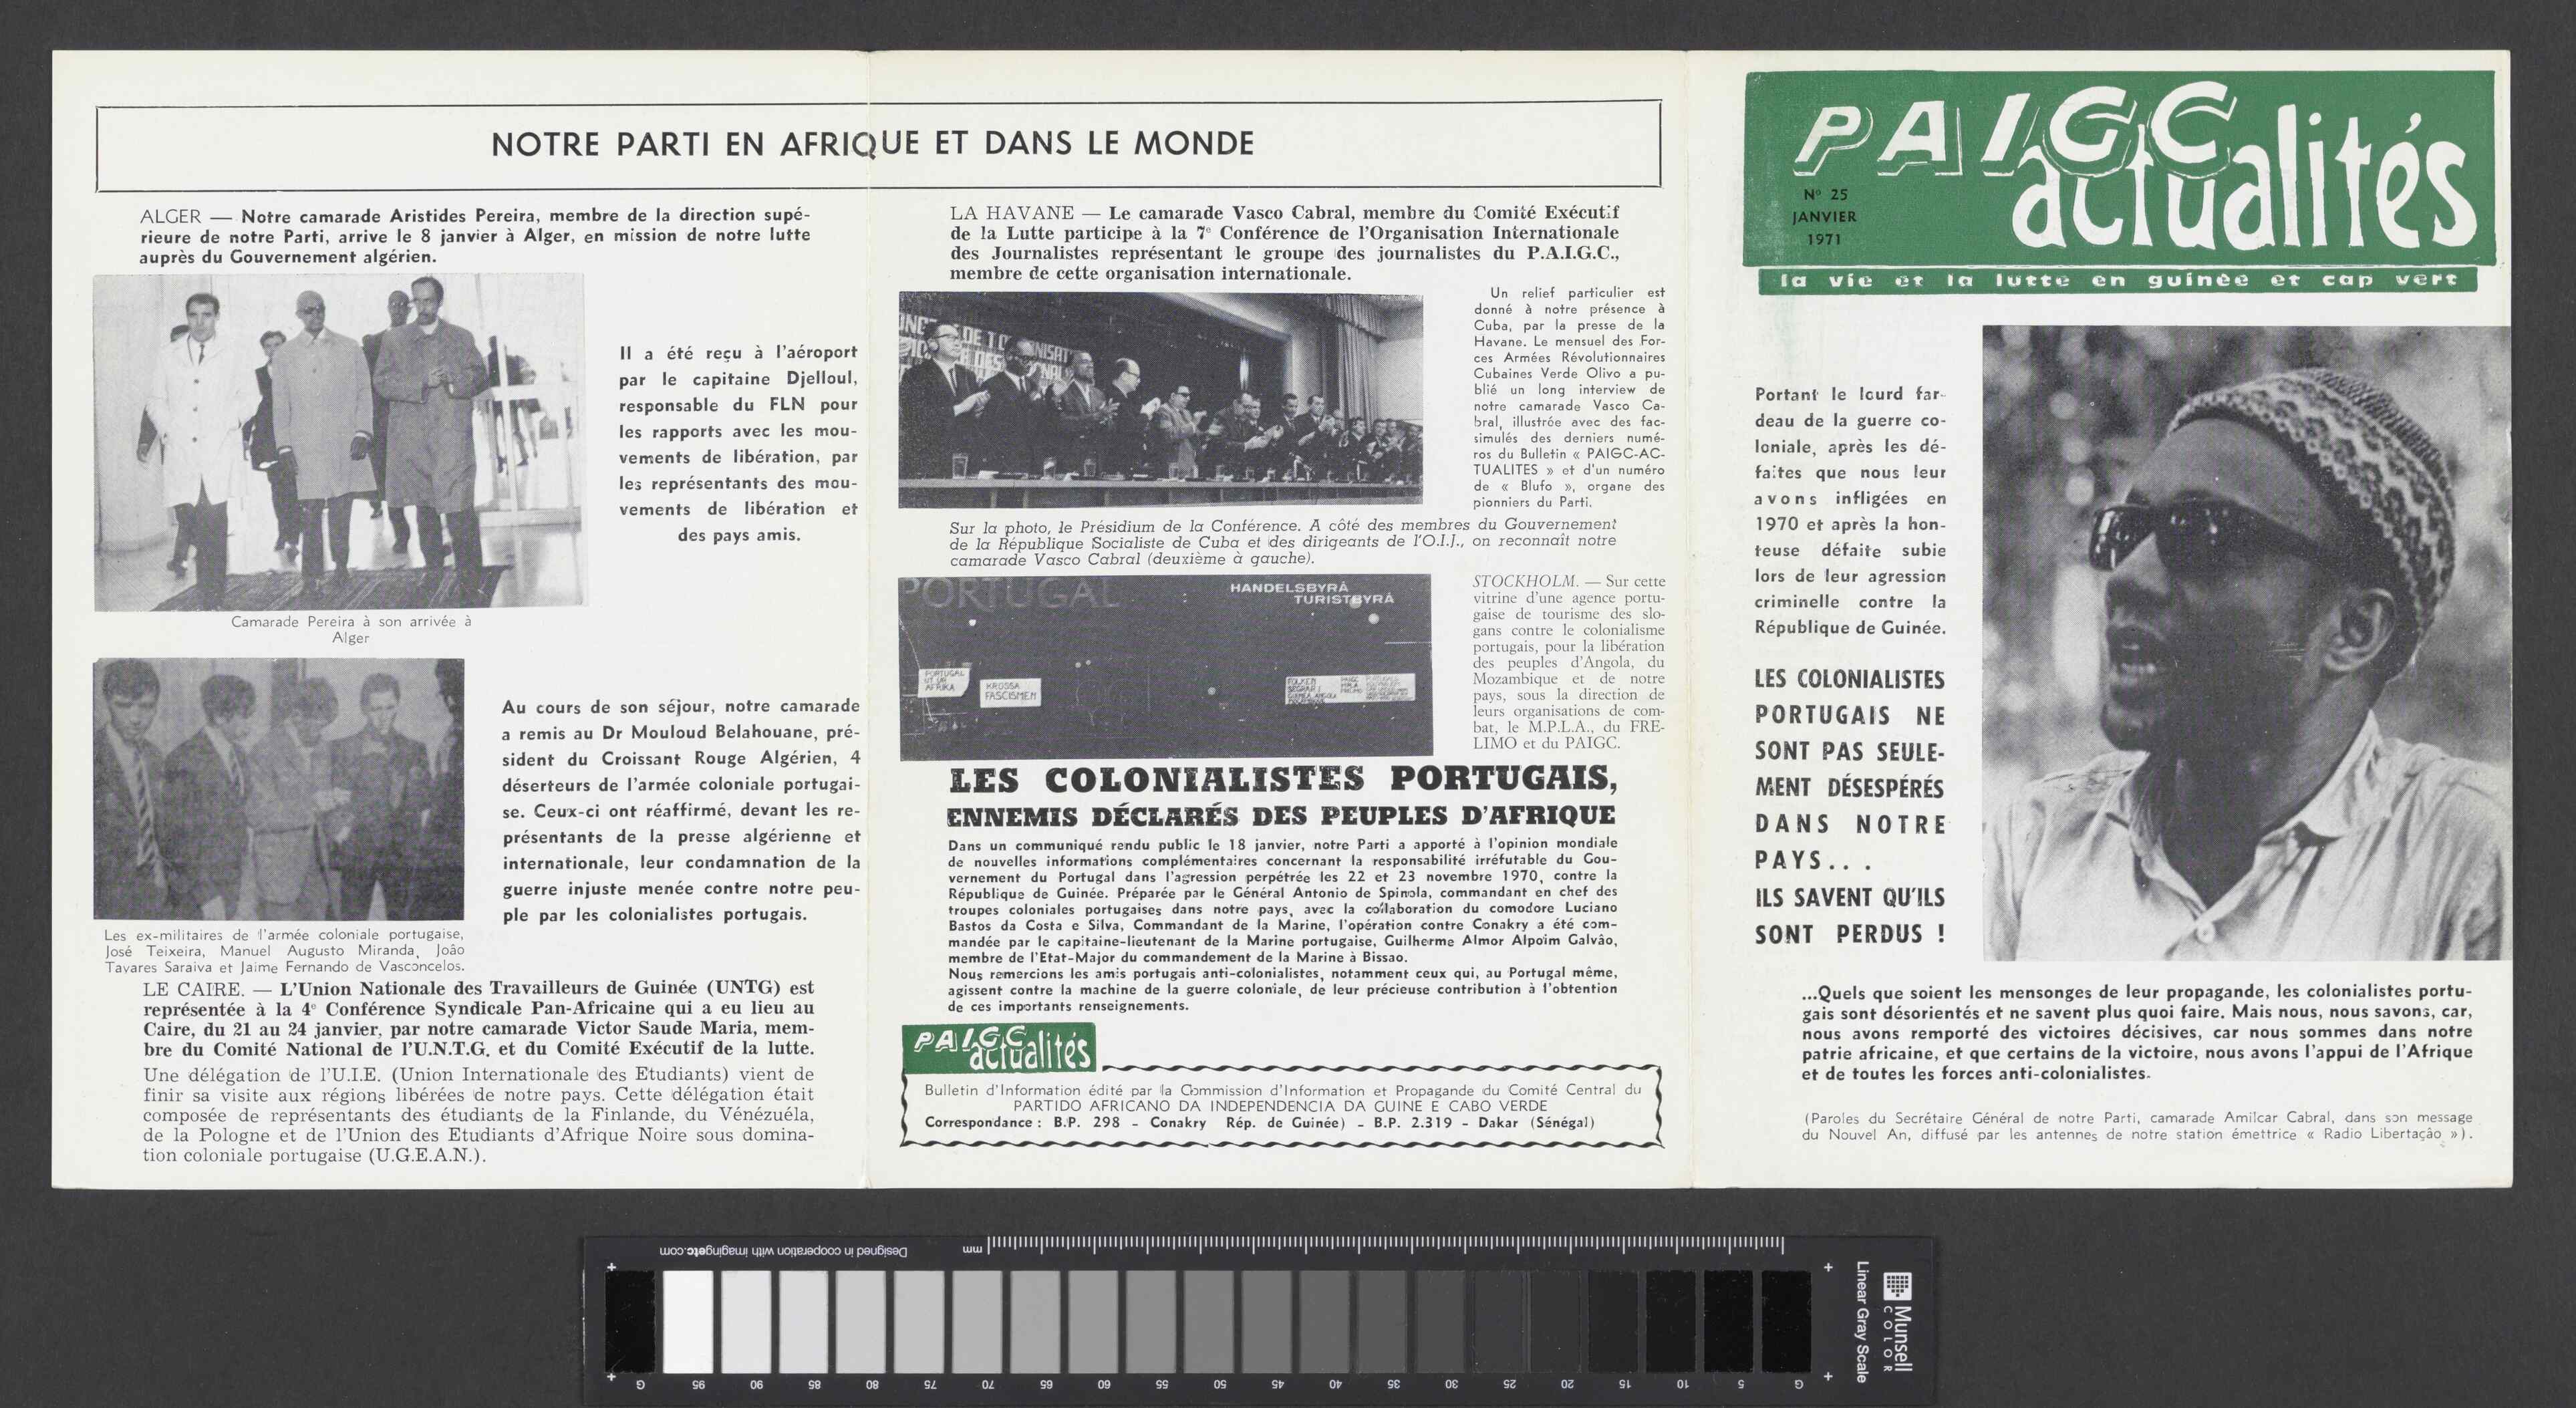 NOTRE PARTI EN AFRIQUE ET DANS LE MONDE
ALGER — Notre camarade Aristides Pereira, membre de la direction supé-
rieure de notre Parti, arrive le 8 janvier à Alger, en mission de notre lutte
auprès du Gouvernement algérien.
Il a été reçu à l'aéroport
par le capitaine Djelloul,
responsable du FLN pour
les rapports avec les mou-
vements de libération, par
les représentants des mou-
vements de libération et
des pays amis.
Camarade Pereira à son arrivée à
Alger
Au cours de son séjour, notre camarade
a remis au Dr Mouloud Belahouane, pré-
sident du Croissant Rouge Algérien, 4
déserteurs de l'armée coloniale portugai-
se. Ceux-ci ont réaffirmé, devant les re-
présentants de la presse algérienne et
internationale, leur condamnation de la
guerre injuste menée contre notre peu-
ple par les colonialistes portugais.
Les ex-militaires de l'armée coloniale portugaise,
José Teixeira, Manuel Augusto Miranda, Joâo
Tavares Saraiva et Jaime Fernando de Vasconcelos.
LE CAIRE. — L'Union Nationale des Travailleurs de Guinée (UNTG) est
représentée à la 4e Conférence Syndicale Pan-Africaine qui a eu lieu au
Caire, du 21 au 24 janvier, par notre camarade Victor Saude Maria, mem-
bre du Comité National de l'U.N.T.G. et du Comité Exécutif de la lutte.
Une délégation de l'U.I.E. (Union Internationale des Etudiants) vient de
finir sa visite aux régions libérées de notre pays. Cette délégation était
composée de représentants des étudiants de la Finlande, du Vénézuéla,
de la Pologne et de l'Union des Etudiants d'Afrique Noire sous domina-
tion coloniale portugaise (U.G.E.A.N.).
LA HAVANE — Le camarade Vasco Cabral, membre du Comité Exécutif
de la Lutte participe à la 7e Conférence de l'Organisation Internationale
des Journalistes représentant le groupe des journalistes du P.A.I.G.C.,
membre de cette organisation internationale.
Un relief particulier est
donné à notre présence à
Cuba, par la presse de la
Havane. Le mensuel des For-
ces Armées Révolutionnaires
Cubaines Verde Olivo a pu-
blié un long interview de
notre camarade Vasco Ca-
bral, illustrée avec des fac-
simulés des derniers numé-
ros du Bulletin « PAIGC-AC-
TUALITES » et d'un numéro
de « Blufo », organe des
pionniers du Parti.
Sur la photo, le Présidium de la Conférence. A côté des membres du Gouvernement
de la République Socialiste de Cuba et des dirigeants de l'O.I.J., on reconnaît notre
camarade Vasco Cabral (deuxième à gauche).
PORTUGAL
HANDELSBYRÅ
TURISTBYRÅ
PORTUGAL
UT UR
AFRIKA
KROSSA
FASCISMEN
STOCKHOLM. — Sur cette
vitrine d'une agence portu-
gaise de tourisme des slo-
gans contre le colonialisme
portugais, pour la libération
des peuples d'Angola, du
Mozambique et de notre
pays, sous la direction de
leurs organisations de com-
bat, le M.P.L.A., du FRE-
LIMO et du PAIGC.
LES COLONIALISTES PORTUGAIS,
ENNEMIS DÉCLARÉS DES PEUPLES D'AFRIQUE
Dans un communiqué rendu public le 18 janvier, notre Parti a apporté à l'opinion mondiale
de nouvelles informations complémentaires concernant la responsabilité irréfutable du Gou-
vernement du Portugal dans l'agression perpétrée les 22 et 23 novembre 1970, contre la
République de Guinée. Préparée par le Général Antonio de Spinola, commandant en chef des
troupes coloniales portugaises dans notre pays, avec la collaboration du comodore Luciano
Bastos da Costa e Silva, Commandant de la Marine, l'opération contre Conakry a été com-
mandée par le capitaine-lieutenant de la Marine portugaise, Guilherme Almor Alpoim Galvâo,
membre de l'Etat-Major du commandement de la Marine à Bissao.
Nous remercions les amis portugais anti-colonialistes, notamment ceux qui, au Portugal même,
agissent contre la machine de la guerre coloniale, de leur précieuse contribution à l'obtention
de ces importants renseignements.
PAIGC
actualités
Bulletin d'Information édité par la Commission d'Information et Propagande du Comité Central du
PARTIDO AFRICANO DA INDEPENDENCIA DA GUINE E CABO VERDE
Correspondance : B.P. 298 - Conakry Rép. de Guinée) - B.P. 2.319 - Dakar (Sénégal)
PAIGC
actualités
N° 25
JANVIER
1971
la vie et la lutte en guinèe et cap vert
Portant le lourd far-
deau de la guerre co-
loniale, après les dé-
faites que nous leur
avons infligées en
1970 et après la hon-
teuse défaite subie
lors de leur agression
criminelle contre la
République de Guinée.
LES COLONIALISTES
PORTUGAIS NE
SONT PAS SEULE-
MENT DÉSESPÉRÉS
DANS NOTRE
PAYS...
ILS SAVENT QU'ILS
SONT PERDUS !
...Quels que soient les mensonges de leur propagande, les colonialistes portu-
gais sont désorientés et ne savent plus quoi faire. Mais nous, nous savons, car,
nous avons remporté des victoires décisives, car nous sommes dans notre
patrie africaine, et que certains de la victoire, nous avons l'appui de l'Afrique
et de toutes les forces anti-colonialistes.
(Paroles du Secrétaire Général de notre Parti, camarade Amilcar Cabral, dans son message
du Nouvel An, diffusé par les antennes de notre station émettrice « Radio Libertaçâo »).
Designed in cooperation with imagingetc.com
mm
G 95 90 85 80 75 70 65 60 55 50 45 40 35 30 25 20 15 10 5 G
Linear Gray Scale
Munsell
COLOR